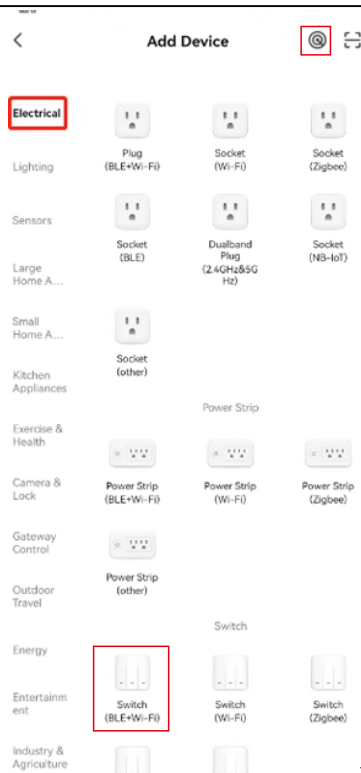 Add Device
Electrical
Lighting
Sensors
Large
Home A...
Small
Home A...
Kitchen
Appliances
Exercise &
Health
Camera &
Lock
Gateway
Control
Outdoor
Travel
Energy
Entertainm
ent
Industry &
Agriculture
Plug
(BLE+Wi-Fi)
Socket
(Wi-Fi)
Socket
(Zigbee)
Socket
(BLE)
Dualband
Plug
(2.4GHz&5G
Hz)
Socket
(NB-IoT)
Socket
(other)
Power Strip
Power Strip
(BLE+Wi-Fi)
Power Strip
(Wi-Fi)
Power Strip
(Zigbee)
Power Strip
(other)
Switch
Switch
(BLE+Wi-Fi)
Switch
(Wi-Fi)
Switch
(Zigbee)